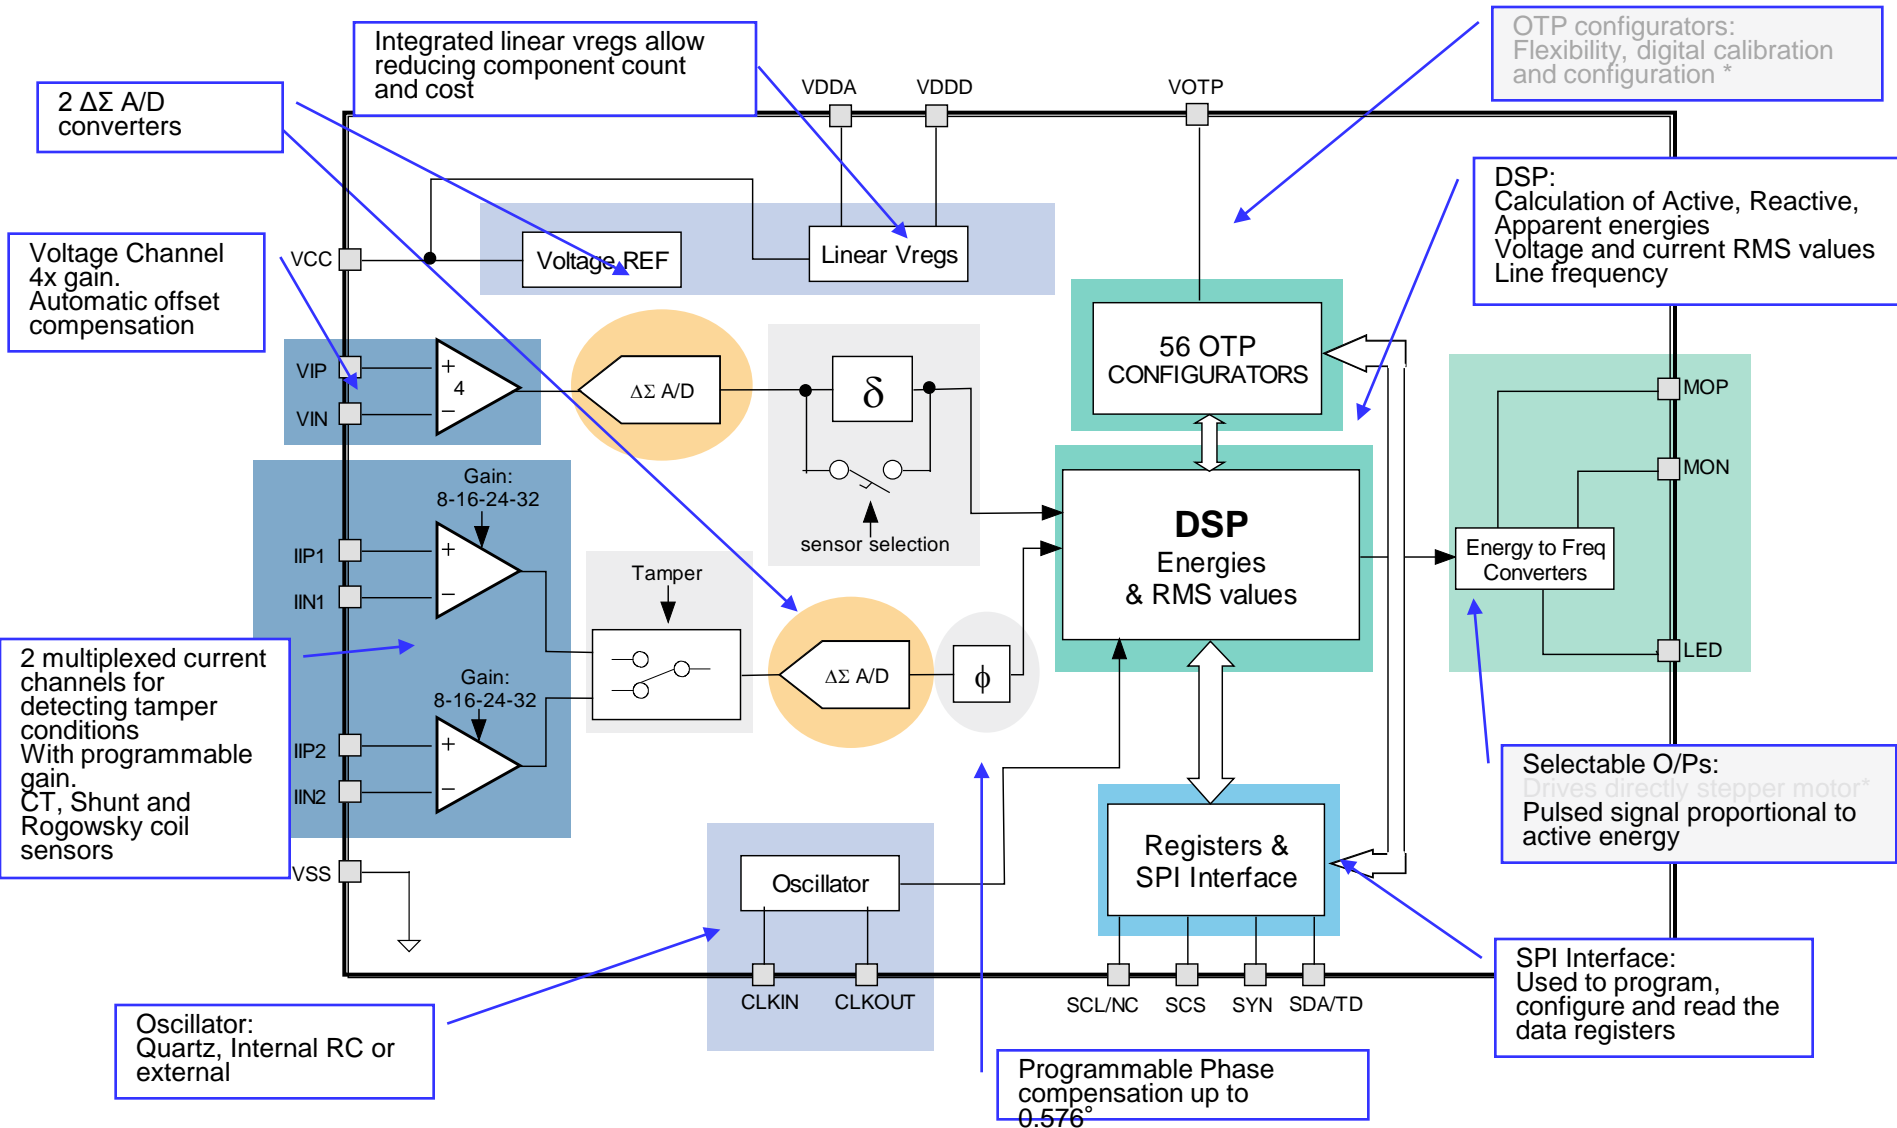 Integrated linear vregs allow
reducing component count
and cost
OTP configurators:
Flexibility, digital calibration
and configuration *
2 ΔΣ A/D
converters
VDDA
VDDD
VOTP
DSP:
Calculation of Active, Reactive,
Apparent energies
Voltage and current RMS values
Line frequency
Voltage Channel
4x gain.
Automatic offset
compensation
VCC
Voltage REF
Linear Vregs
56 OTP
CONFIGURATORS
VIP
VIN
+
4
−
ΔΣ A/D
δ
sensor selection
MOP
MON
LED
Gain:
8-16-24-32
IIP1
IIN1
+
−
Tamper
DSP
Energies
& RMS values
Energy to Freq
Converters
2 multiplexed current
channels for
detecting tamper
conditions
With programmable
gain.
CT, Shunt and
Rogowsky coil
sensors
Gain:
8-16-24-32
IIP2
IIN2
+
−
ΔΣ A/D
ϕ
Selectable O/Ps:
Drives directly stepper motor*
Pulsed signal proportional to
active energy
VSS
Oscillator
Registers &
SPI Interface
CLKIN
CLKOUT
SCL/NC
SCS
SYN
SDA/TD
SPI Interface:
Used to program,
configure and read the
data registers
Oscillator:
Quartz, Internal RC or
external
Programmable Phase
compensation up to
0.576°